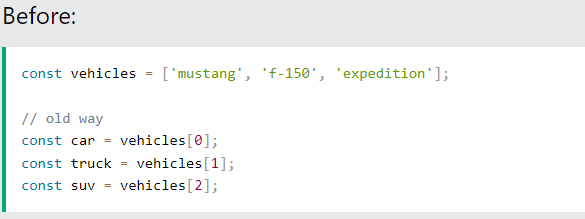 Before:
const vehicles = ['mustang', 'f-150', 'expedition'];
// old way
const car = vehicles[0];
const truck = vehicles[1];
const suv = vehicles[2];